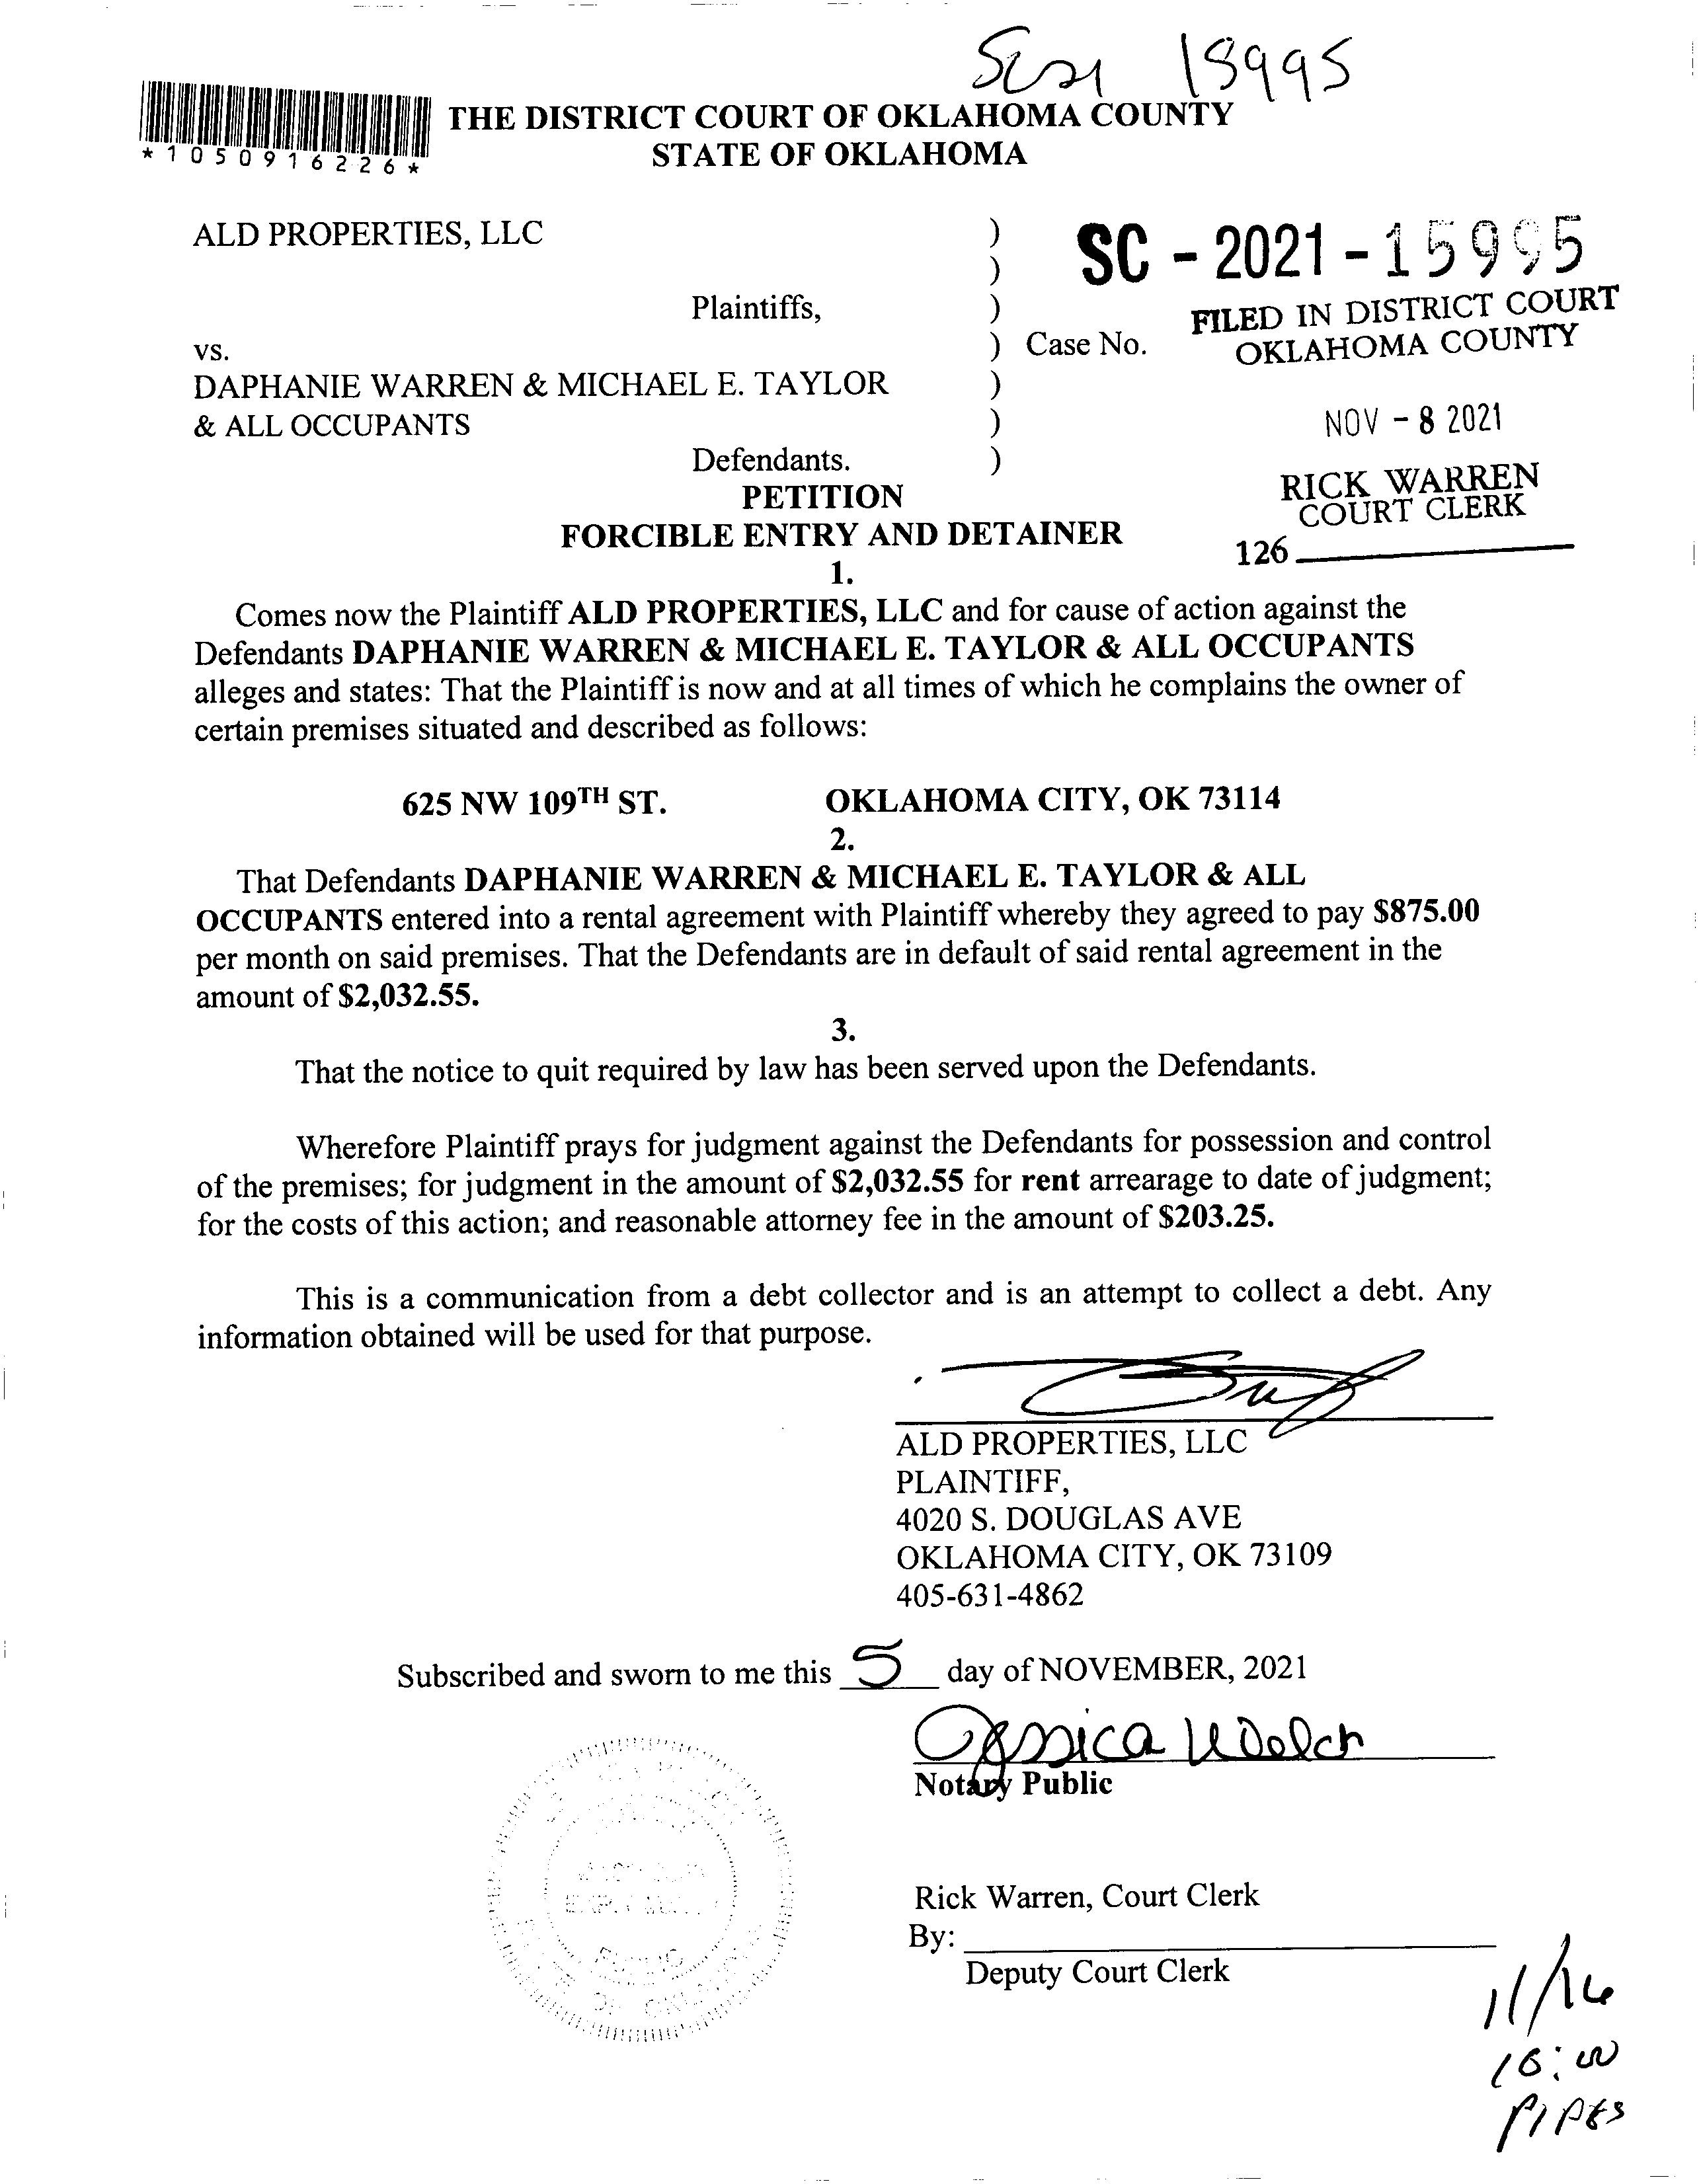 SC21 15995
*1050916226*
THE DISTRICT COURT OF OKLAHOMA COUNTY
STATE OF OKLAHOMA
ALD PROPERTIES, LLC )
)
Plaintiffs, )
vs. ) Case No.
DAPHANIE WARREN & MICHAEL E. TAYLOR )
& ALL OCCUPANTS )
Defendants. )
SC - 2021 - 15995
FILED IN DISTRICT COURT
OKLAHOMA COUNTY
NOV - 8 2021
RICK WARREN
COURT CLERK
126
PETITION
FORCIBLE ENTRY AND DETAINER
1.
Comes now the Plaintiff ALD PROPERTIES, LLC and for cause of action against the
Defendants DAPHANIE WARREN & MICHAEL E. TAYLOR & ALL OCCUPANTS
alleges and states: That the Plaintiff is now and at all times of which he complains the owner of
certain premises situated and described as follows:
625 NW 109TH ST. OKLAHOMA CITY, OK 73114
2.
That Defendants DAPHANIE WARREN & MICHAEL E. TAYLOR & ALL
OCCUPANTS entered into a rental agreement with Plaintiff whereby they agreed to pay $875.00
per month on said premises. That the Defendants are in default of said rental agreement in the
amount of $2,032.55.
3.
That the notice to quit required by law has been served upon the Defendants.
Wherefore Plaintiff prays for judgment against the Defendants for possession and control
of the premises; for judgment in the amount of $2,032.55 for rent arrearage to date of judgment;
for the costs of this action; and reasonable attorney fee in the amount of $203.25.
This is a communication from a debt collector and is an attempt to collect a debt. Any
information obtained will be used for that purpose.
ALD PROPERTIES, LLC
PLAINTIFF,
4020 S. DOUGLAS AVE
OKLAHOMA CITY, OK 73109
405-631-4862
Subscribed and sworn to me this 5 day of NOVEMBER, 2021
Jessica Welch
Notary Public
Rick Warren, Court Clerk
By:
Deputy Court Clerk
11/16
10:00
PIPES